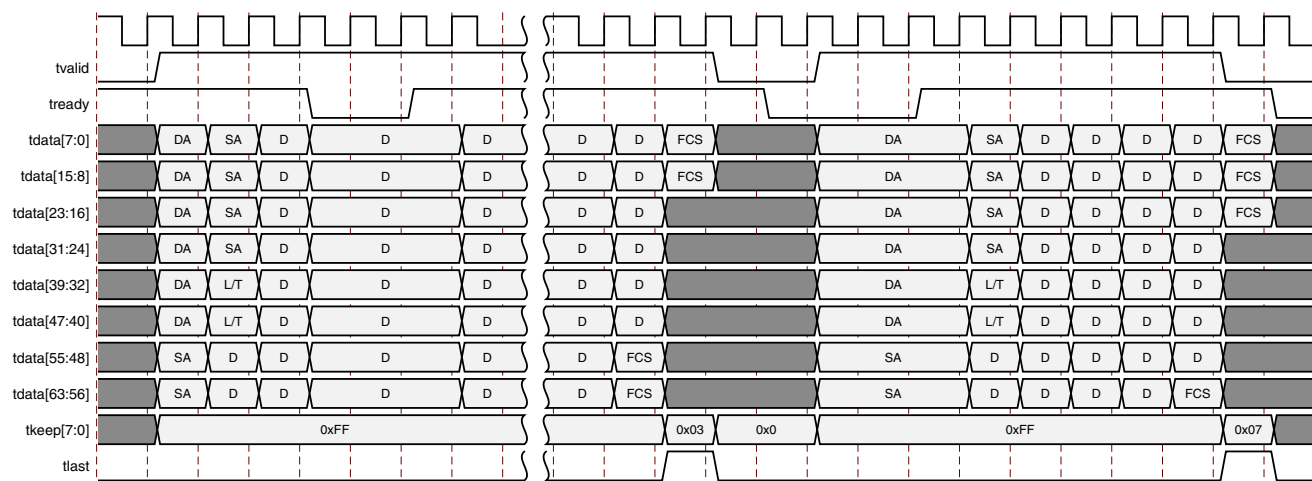 tvalid
tready
tdata[7:0] DA SA D D D D D FCS DA SA D D D D FCS
tdata[15:8] DA SA D D D D D FCS DA SA D D D D FCS
tdata[23:16] DA SA D D D D D DA SA D D D D FCS
tdata[31:24] DA SA D D D D D DA SA D D D D
tdata[39:32] DA L/T D D D D D DA L/T D D D D
tdata[47:40] DA L/T D D D D D DA L/T D D D D
tdata[55:48] SA D D D D D FCS SA D D D D D
tdata[63:56] SA D D D D D FCS SA D D D D FCS
tkeep[7:0] 0xFF 0x03 0x0 0xFF 0x07
tlast